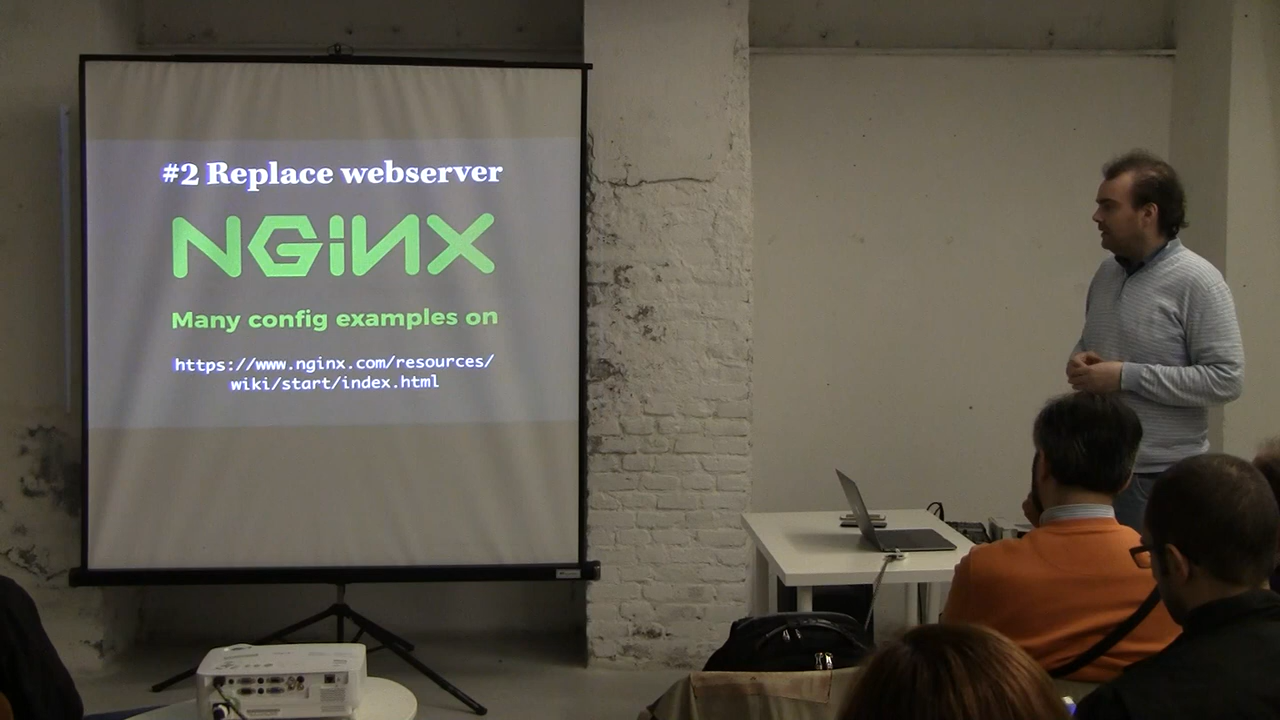 #2 Replace webserver
NGiNX
Many config examples on
https://www.nginx.com/resources/
wiki/start/index.html